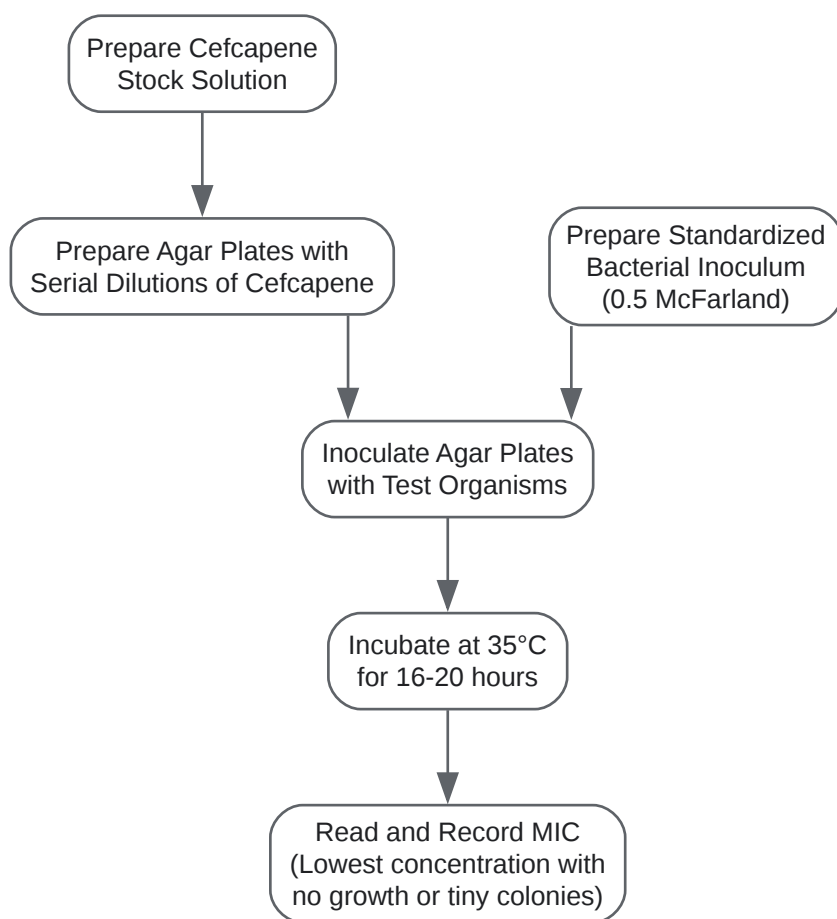 Prepare Cefcapene
Stock Solution
Prepare Agar Plates with
Serial Dilutions of Cefcapene
Prepare Standardized
Bacterial Inoculum
(0.5 McFarland)
Inoculate Agar Plates
with Test Organisms
Incubate at 35°C
for 16-20 hours
Read and Record MIC
(Lowest concentration with
no growth or tiny colonies)